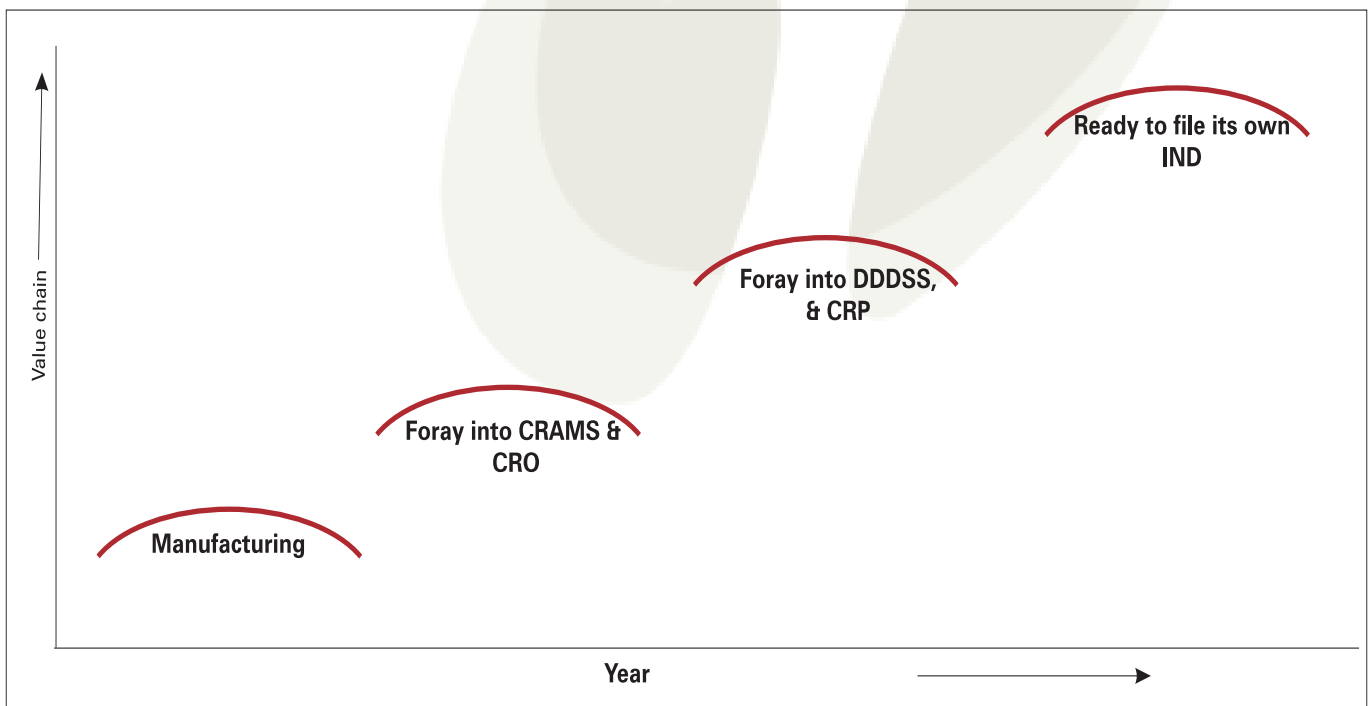 Ready to file its own
IND
Foray into DDDSS,
& CRP
Value chain
Foray into CRAMS &
CRO
Manufacturing
Year